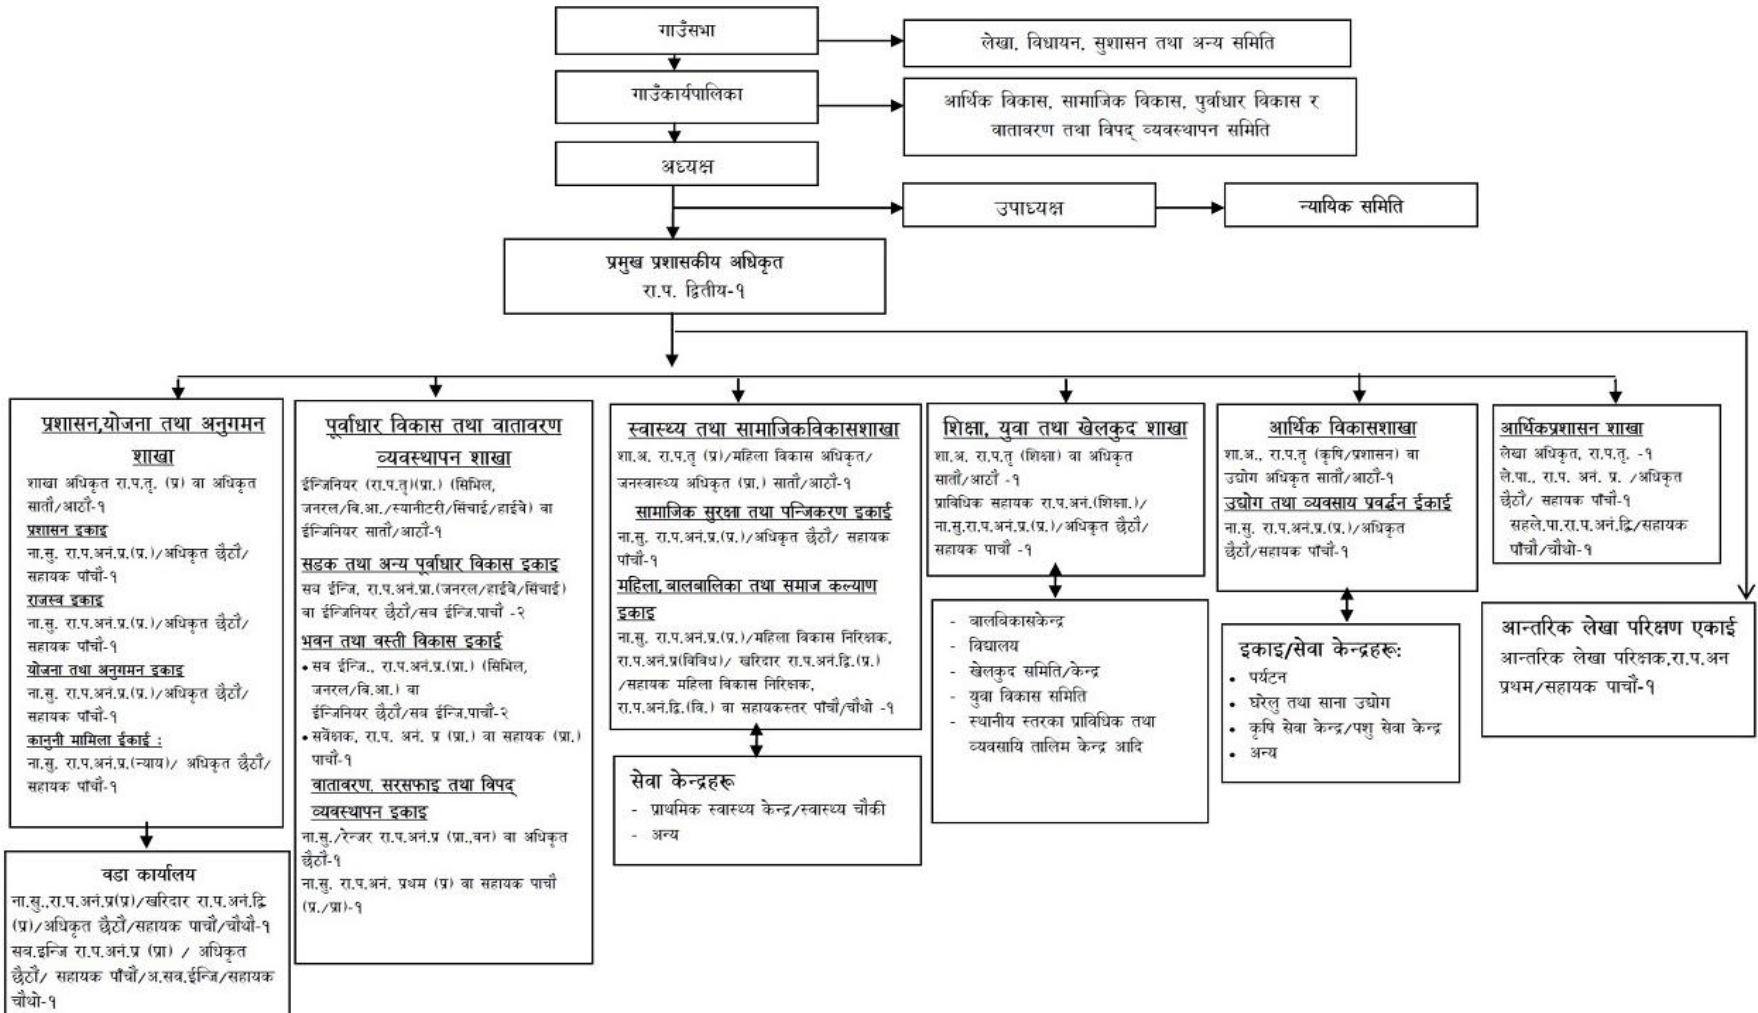 गाउँसभा
लेखा, विधायन, सुशासन तथा अन्य समिति
गाउँकार्यपालिका
आर्थिक विकास, सामाजिक विकास, पुर्वाधार विकास र
वातावरण तथा विपद् व्यवस्थापन समिति
अध्यक्ष
उपाध्यक्ष
न्यायिक समिति
प्रमुख प्रशासकीय अधिकृत
रा.प. द्वितीय-१
प्रशासन,योजना तथा अनुगमन
शाखा
शाखा अधिकृत रा.प.तृ. (प्र) वा अधिकृत
सातौ/आठौ-१
प्रशासन इकाइ
ना.सु. रा.प.अनं.प्र.(प्र.)/अधिकृत छैठौं/
सहायक पाँचौ-१
राजस्व इकाइ
ना.सु. रा.प.अनं.प्र.(प्र.)/अधिकृत छैठौं/
सहायक पाँचौ-१
योजना तथा अनुगमन इकाइ
ना.सु. रा.प.अनं.प्र.(प्र.)/अधिकृत छैठौं/
सहायक पाँचौ-१
कानुनी मामिला ईकाई :
ना.सु. रा.प.अनं.प्र.(न्याय)/ अधिकृत छैठौं/
सहायक पाँचौ-१
वडा कार्यालय
ना.सु.,रा.प.अनं.प्र(प्र)/खरिदार रा.प.अनं.द्वि
(प्र)/अधिकृत छैठौं/सहायक पाचौं/चौथौ-१
सव.इन्जि रा.प.अनं.प्र (प्रा) / अधिकृत
छैठौं/ सहायक पाँचौं/अ.सव.ईन्जि/सहायक
चौथो-१
पूर्वाधार विकास तथा वातावरण
व्यवस्थापन शाखा
ईन्जिनियर (रा.प.तृ)(प्रा.) (सिभिल,
जनरल/बि.आ./स्यानीटरी/सिंचाई/हाईवे) वा
ईन्जिनियर सातौ/आठौ-१
सडक तथा अन्य पूर्वाधार विकास इकाइ
सव ईन्जि, रा.प.अनं.प्रा.(जनरल/हाईवे/सिंचाई)
वा ईन्जिनियर छैठौं/सब ईन्जि.पाचौ -२
भवन तथा वस्ती विकास इकाई
• सव ईन्जि., रा.प.अनं.प्र.(प्रा.) (सिभिल,
जनरल/बि.आ.) वा
ईन्जिनियर छैठौं/सब ईन्जि.पाचौ-२
• सर्वेक्षक, रा.प. अनं. प्र (प्रा.) वा सहायक (प्रा.)
पाचौ-१
वातावरण, सरसफाइ तथा विपद्
व्यवस्थापन इकाइ
ना.सु./रेन्जर रा.प.अनं.प्र (प्रा.,वन) वा अधिकृत
छैठौं-१
ना.सु. रा.प.अनं. प्रथम (प्र) वा सहायक पाचौ
(प्र./प्रा)-१
स्वास्थ्य तथा सामाजिकविकासशाखा
शा.अ. रा.प.तृ (प्र)/महिला विकास अधिकृत/
जनस्वास्थ्य अधिकृत (प्रा.) सातौ/आठौ-१
सामाजिक सुरक्षा तथा पन्जिकरण इकाई
ना.सु. रा.प.अनं.प्र.(प्र.)/अधिकृत छैठौं/ सहायक
पाँचौ-१
महिला,बालबालिका तथा समाज कल्याण
इकाइ
ना.सु. रा.प.अनं.प्र.(प्र.)/महिला विकास निरिक्षक,
रा.प.अनं.प्र(विविध)/ खरिदार रा.प.अनं.द्वि.(प्र.)
/सहायक महिला विकास निरिक्षक,
रा.प.अनं.द्वि.(वि.) वा सहायकस्तर पाँचौ/चौथो -१
सेवा केन्द्रहरू
- प्राथमिक स्वास्थ्य केन्द्र/स्वास्थ्य चौकी
- अन्य
शिक्षा, युवा तथा खेलकुद शाखा
शा.अ. रा.प.तृ (शिक्षा) वा अधिकृत
सातौ/आठौ -१
प्राविधिक सहायक रा.प.अनं.(शिक्षा.)/
ना.सु.रा.प.अनं.प्र.(प्र.)/अधिकृत छैठौं/
सहायक पाचौ -१
- बालबिकासकेन्द्र
- विद्यालय
- खेलकुद समिति/केन्द्र
- युवा विकास समिति
- स्थानीय स्तरका प्राविधिक तथा
व्यवसायि तालिम केन्द्र आदि
आर्थिक विकासशाखा
शा.अ., रा.प.तृ (कृषि/प्रशासन) वा
उद्योग अधिकृत सातौ/आठौ-१
उद्योग तथा व्यवसाय प्रवर्द्धन ईकाई
ना.सु. रा.प.अनं.प्र.(प्र.)/अधिकृत
छैठौं/सहायक पाँचौ-१
इकाइ/सेवा केन्द्रहरू:
• पर्यटन
• घरेलु तथा साना उद्योग
• कृषि सेवा केन्द्र/पशु सेवा केन्द्र
• अन्य
आर्थिकप्रशासन शाखा
लेखा अधिकृत, रा.प.तृ. -१
ले.पा., रा.प. अनं. प्र. /अधिकृत
छैठौं/ सहायक पाँचौ-१
सहले.पा.रा.प.अनं.द्वि/सहायक
पाँचौ/चौथो-१
आन्तरिक लेखा परिक्षण एकाई
आन्तरिक लेखा परिक्षक,रा.प.अन
प्रथम/सहायक पाचौं-१